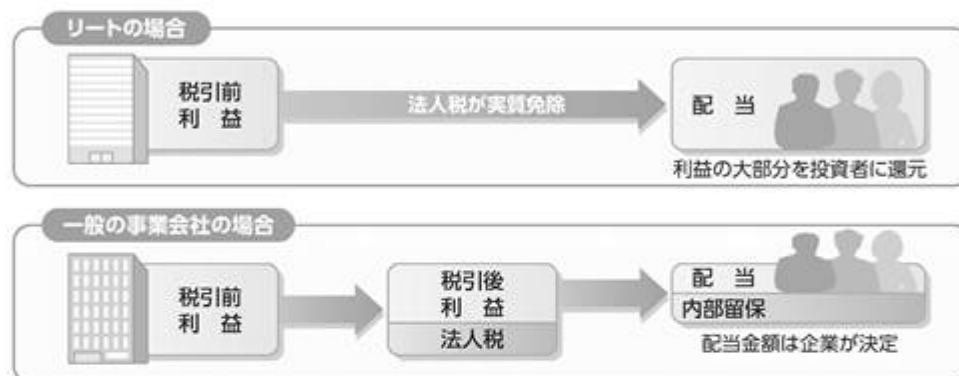 リートの場合
税引前
利 益
法人税が実質免除
配 当
利益の大部分を投資者に還元
一般の事業会社の場合
税引前
利 益
税引後
利 益
法人税
配 当
内部留保
配当金額は企業が決定